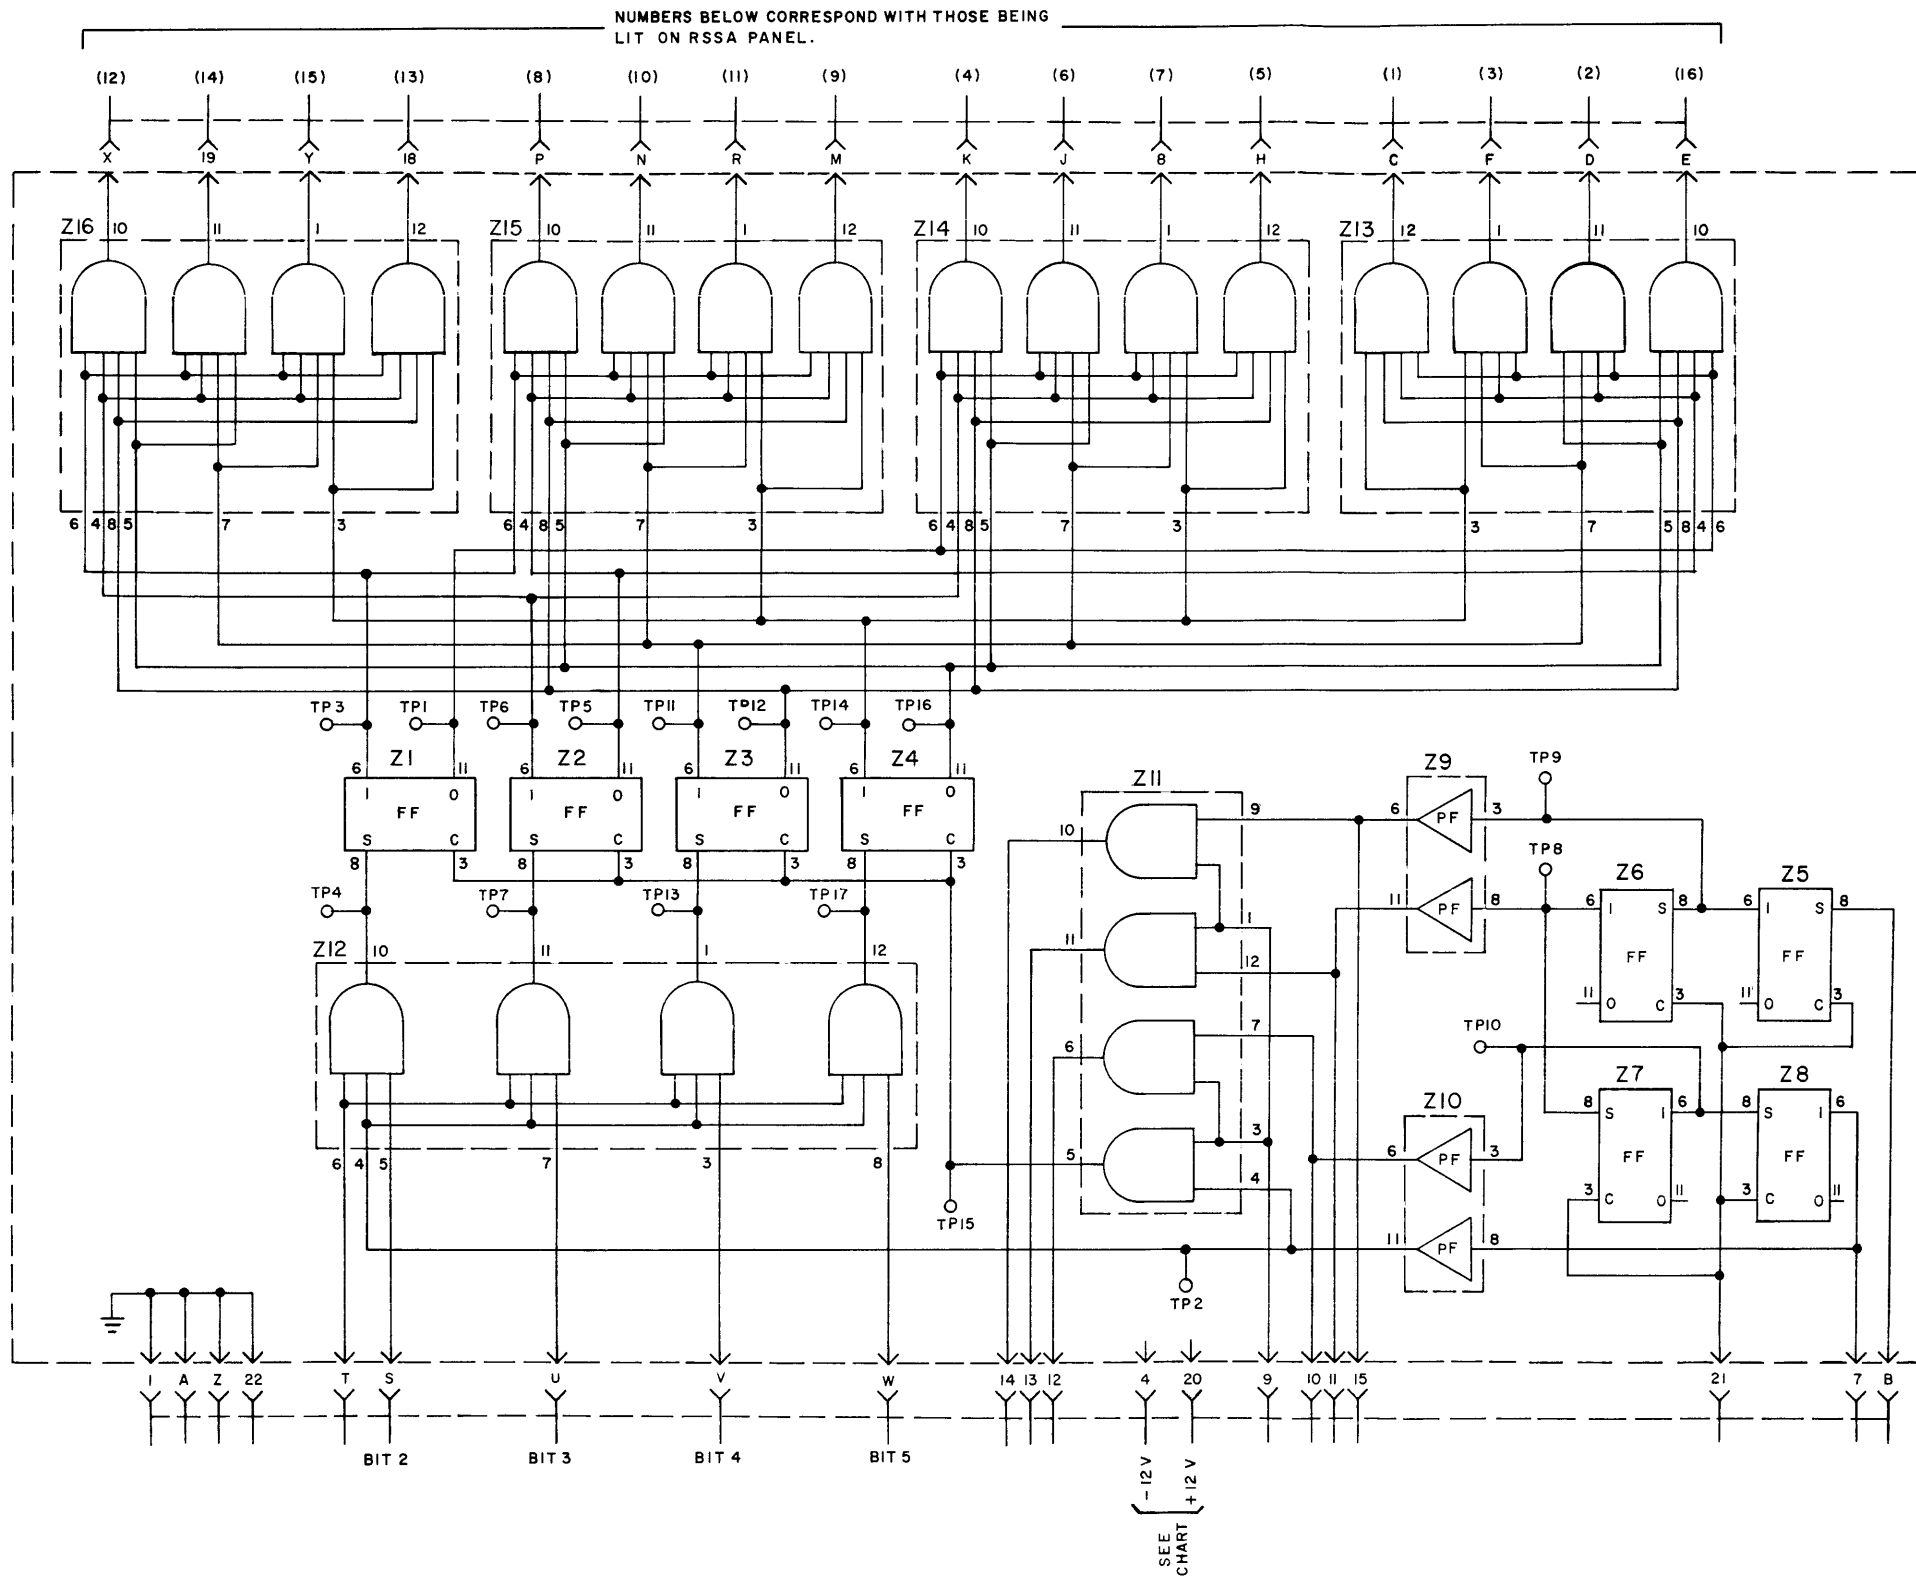 NUMBERS BELOW CORRESPOND WITH THOSE BEING
LIT ON RSSA PANEL.
(12) (14) (15) (13) (8) (10) (11) (9) (4) (6) (7) (5) (1) (3) (2) (16)
X 19 Y 18 P N R M K J 8 H C F D E
Z16 10 11 1 12 Z15 10 11 1 12 Z14 10 11 1 12 Z13 12 1 11 10
6 4 8 5 7 3 6 4 8 5 7 3 6 4 8 5 7 3 3 7 5 8 4 6
TP3 TP1 TP6 TP5 TP11 TP12 TP14 TP16
6 Z1 11 6 Z2 11 6 Z3 11 6 Z4 11
1 0 1 0 1 0 1 0
FF FF FF FF
S C S C S C S C
8 3 8 3 8 3 8 3
TP4 TP7 TP13 TP17
Z12 10 11 1 12
6 4 5 7 3 8
TP15
Z11
10 9
11 1
12
6 7
5 3
4
Z9 TP9
6 PF 3
TP8
11 PF 8
Z6 Z5
6 1 S 8 6 1 S 8
FF FF
11 0 C 3 11 0 C 3
TP10
Z7 Z8
8 S 1 6 8 S 1 6
FF FF
3 C 0 11 3 C 0 11
Z10
6 PF 3
11 PF 8
TP2
1 A Z 22 T S U V W 14 13 12 4 20 9 10 11 15 21 7 B
BIT 2 BIT 3 BIT 4 BIT 5
-12 V
+12 V
SEE
CHART